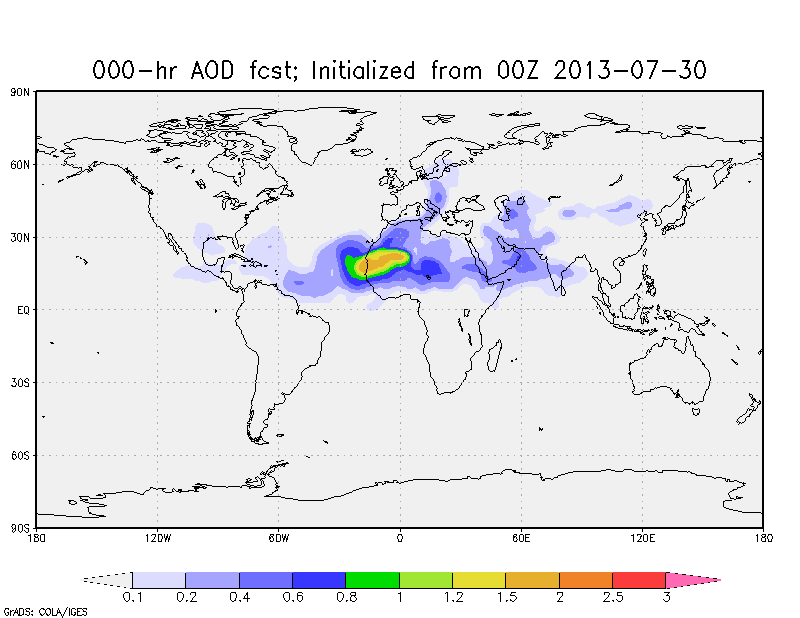 000-hr AOD fcst; Initialized from 00Z 2013-07-30
90N
60N
30N
EQ
30S
60S
90S
180 120W 60W 0 60E 120E 180
0.1 0.2 0.4 0.6 0.8 1 1.2 1.5 2 2.5 3
GrADS: COLA/IGES